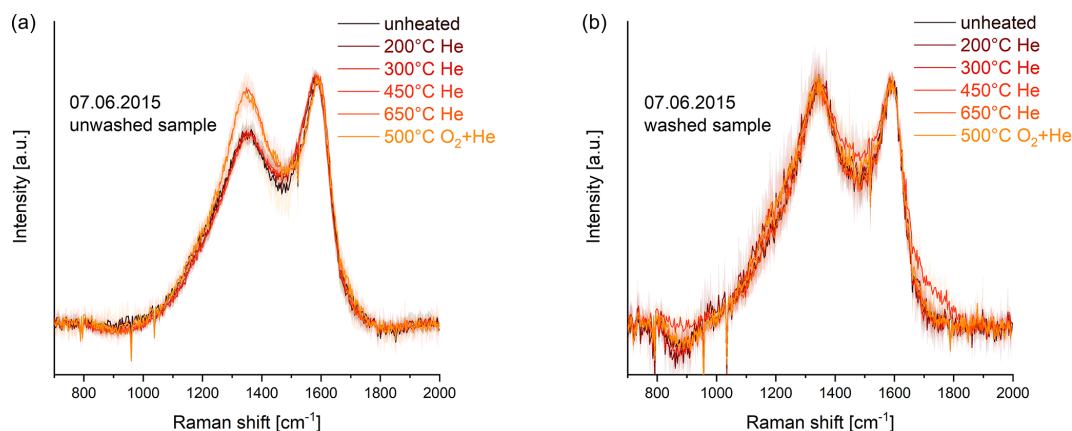 (a)
unheated
200°C He
300°C He
450°C He
650°C He
500°C O₂+He
07.06.2015
unwashed sample
Intensity [a.u.]
800 1000 1200 1400 1600 1800 2000
Raman shift [cm⁻¹]
(b)
unheated
200°C He
300°C He
450°C He
650°C He
500°C O₂+He
07.06.2015
washed sample
Intensity [a.u.]
800 1000 1200 1400 1600 1800 2000
Raman shift [cm⁻¹]